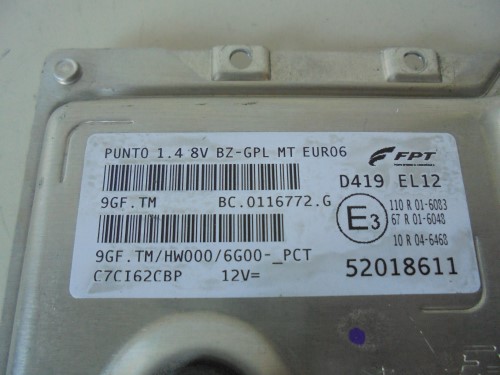 PUNTO 1.4 8V BZ-GPL MT EURO6
FPT
D419 EL12
9GF.TM BC.0116772.G
E3
110 R 01-6083
67 R 01-6048
10 R 04-6468
9GF.TM/HW000/6G00-_PCT
C7CI62CBP 12V=
52018611